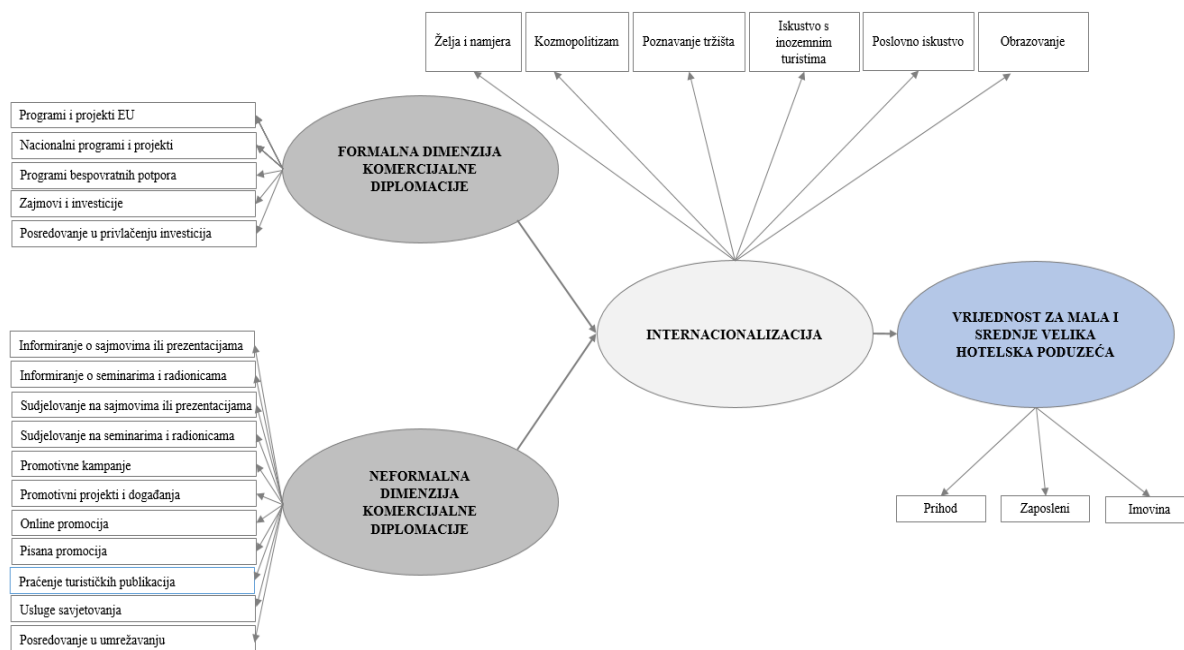 Želja i namjera
Kozmopolitizam
Poznavanje tržišta
Iskustvo s
inozemnim
turistima
Poslovno iskustvo
Obrazovanje
Programi i projekti EU
Nacionalni programi i projekti
Programi bespovratnih potpora
Zajmovi i investicije
Posredovanje u privlačenju investicija
FORMALNA DIMENZIJA
KOMERCIJALNE
DIPLOMACIJE
INTERNACIONALIZACIJA
VRIJEDNOST ZA MALA I
SREDNJE VELIKA
HOTELSKA PODUZEĆA
Informiranje o sajmovima ili prezentacijama
Informiranje o seminarima i radionicama
Sudjelovanje na sajmovima ili prezentacijama
Sudjelovanje na seminarima i radionicama
Promotivne kampanje
Promotivni projekti i događanja
Online promocija
Pisana promocija
Praćenje turističkih publikacija
Usluge savjetovanja
Posredovanje u umrežavanju
NEFORMALNA
DIMENZIJA
KOMERCIJALNE
DIPLOMACIJE
Prihod
Zaposleni
Imovina